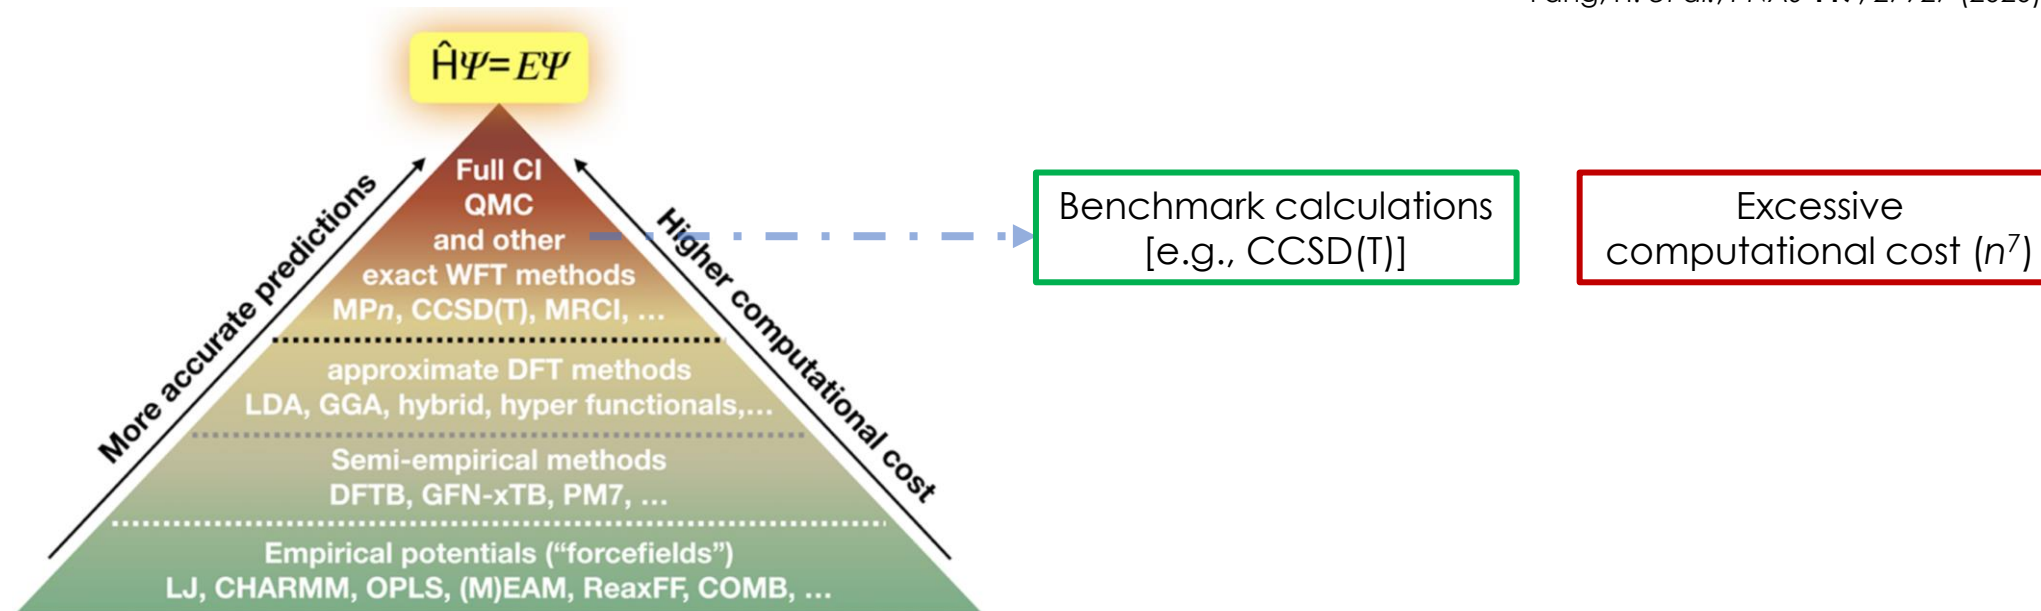 ĤΨ=EΨ
Full CI
QMC
and other
exact WFT methods
MPn, CCSD(T), MRCI, ...
approximate DFT methods
LDA, GGA, hybrid, hyper functionals,...
Semi-empirical methods
DFTB, GFN-xTB, PM7, ...
Empirical potentials (“forcefields”)
LJ, CHARMM, OPLS, (M)EAM, ReaxFF, COMB, ...
More accurate predictions
Higher computational cost
Benchmark calculations
[e.g., CCSD(T)]
Excessive
computational cost (n⁷)